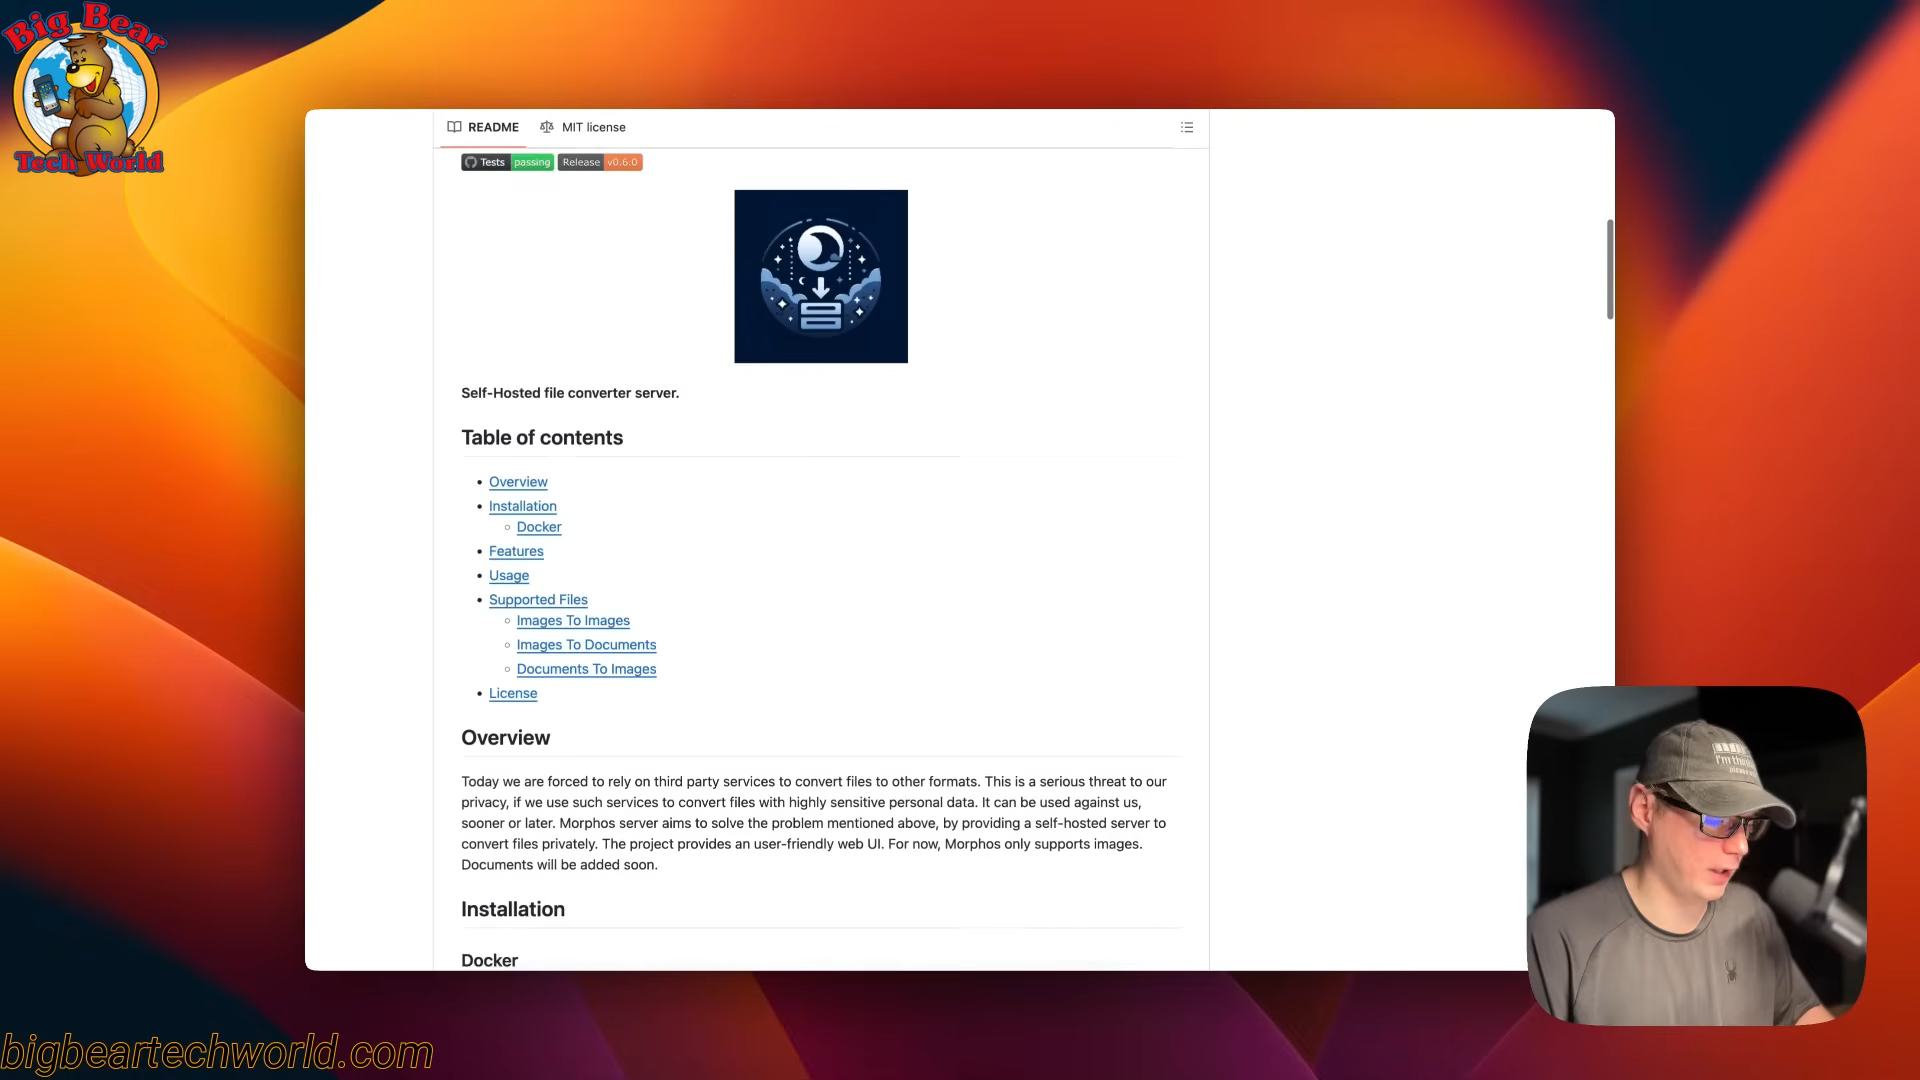 Big Bear
Tech World
README
MIT license
Tests passing
Release v0.6.0
Self-Hosted file converter server.
Table of contents
Overview
Installation
Docker
Features
Usage
Supported Files
Images To Images
Images To Documents
Documents To Images
License
Overview
Today we are forced to rely on third party services to convert files to other formats. This is a serious threat to our
privacy, if we use such services to convert files with highly sensitive personal data. It can be used against us,
sooner or later. Morphos server aims to solve the problem mentioned above, by providing a self-hosted server to
convert files privately. The project provides an user-friendly web UI. For now, Morphos only supports images.
Documents will be added soon.
Installation
Docker
I'm thin
please
bigbeartechworld.com